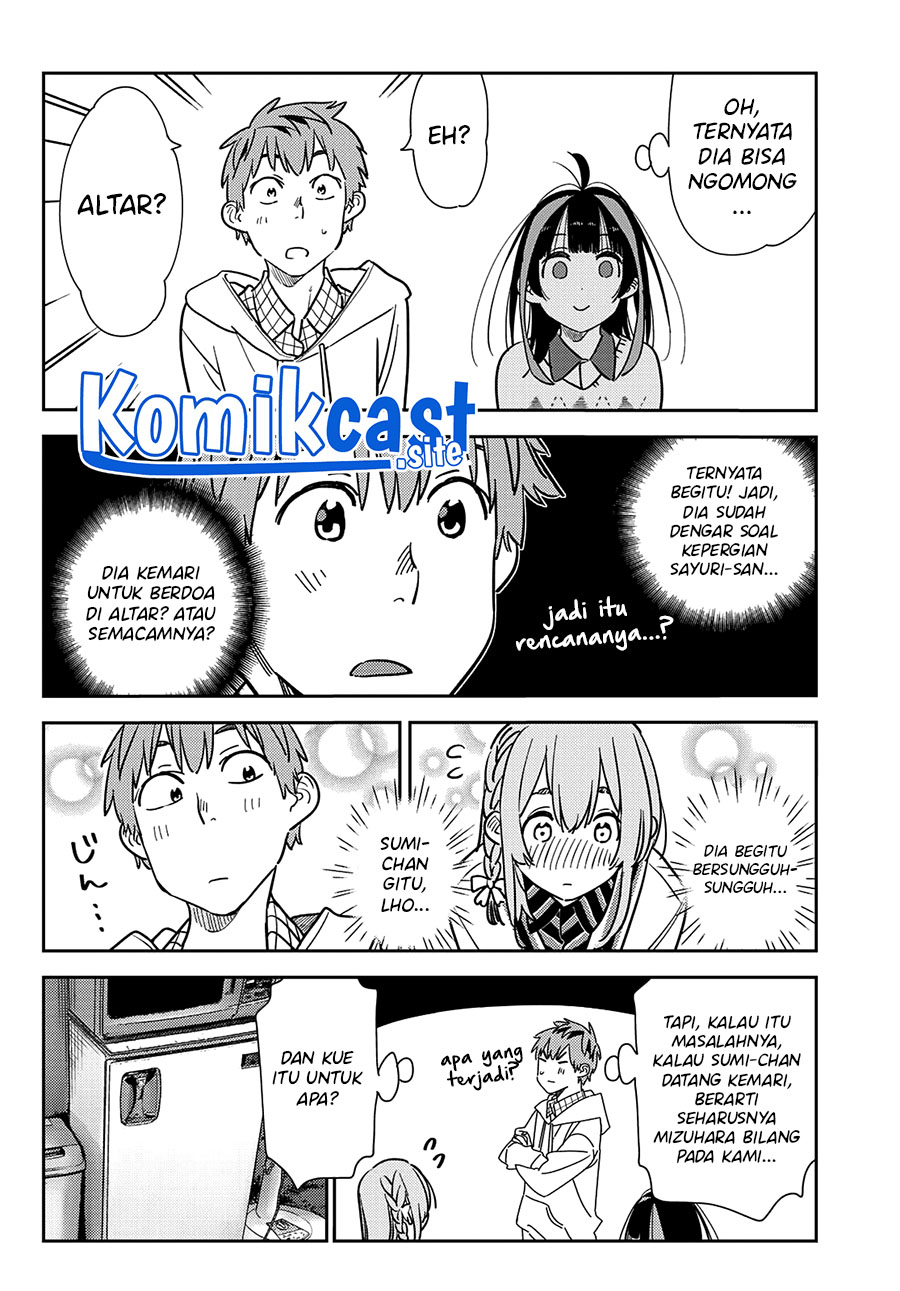 OH,
TERNYATA
DIA BISA
NGOMONG
...
EH?
ALTAR?
Komikcast
.site
TERNYATA
BEGITU! JADI,
DIA SUDAH
DENGAR SOAL
KEPERGIAN
SAYURI-SAN...
jadi itu
rencananya...?
DIA KEMARI
UNTUK BERDOA
DI ALTAR? ATAU
SEMACAMNYA?
DIA BEGITU
BERSUNGGUH-
SUNGGUH...
SUMI-
CHAN
GITU,
LHO...
じん…
TAPI, KALAU ITU
MASALAHNYA,
KALAU SUMI-CHAN
DATANG KEMARI,
BERARTI
SEHARUSNYA
MIZUHARA BILANG
PADA KAMI...
apa yang
terjadi?
DAN KUE
ITU UNTUK
APA?